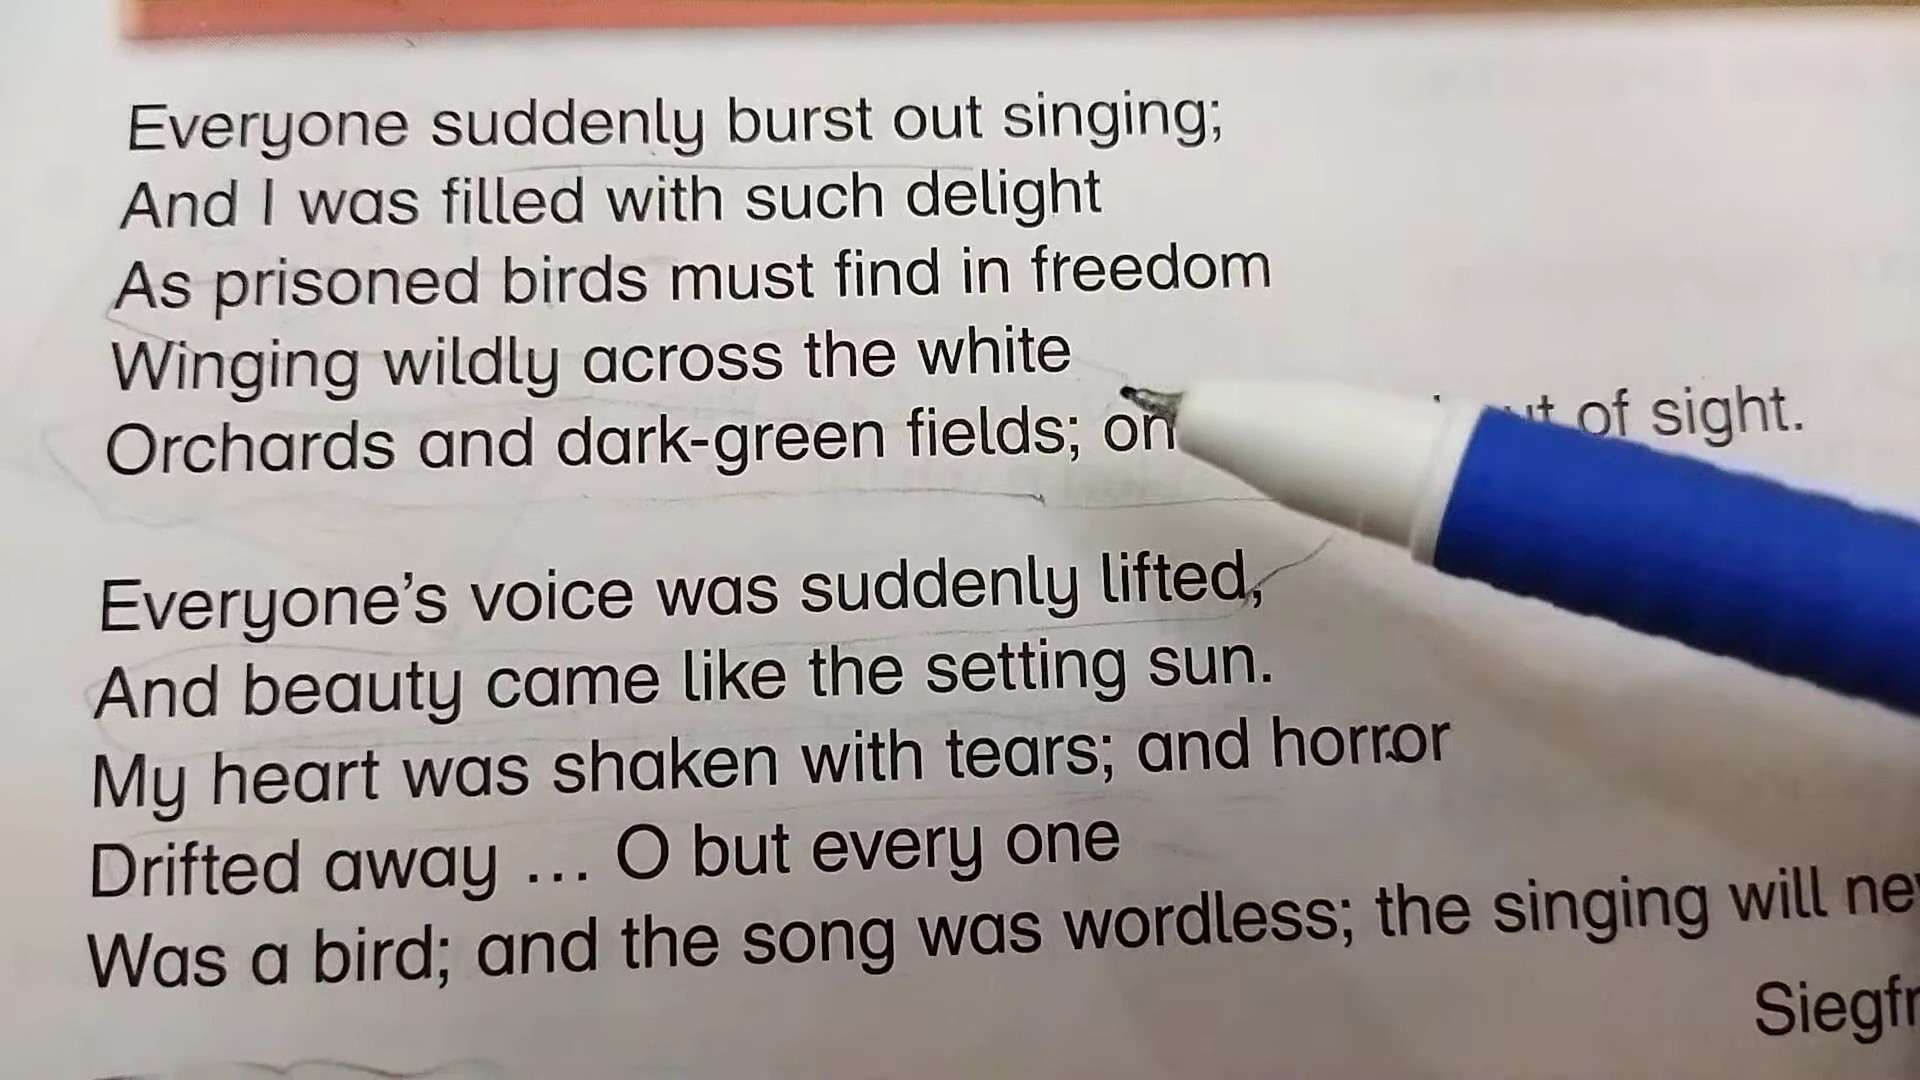 Everyone suddenly burst out singing;
And I was filled with such delight
As prisoned birds must find in freedom
Winging wildly across the white
Orchards and dark-green fields; on of sight.
Everyone's voice was suddenly lifted,
And beauty came like the setting sun.
My heart was shaken with tears; and horror
Drifted away ... O but every one
Was a bird; and the song was wordless; the singing will